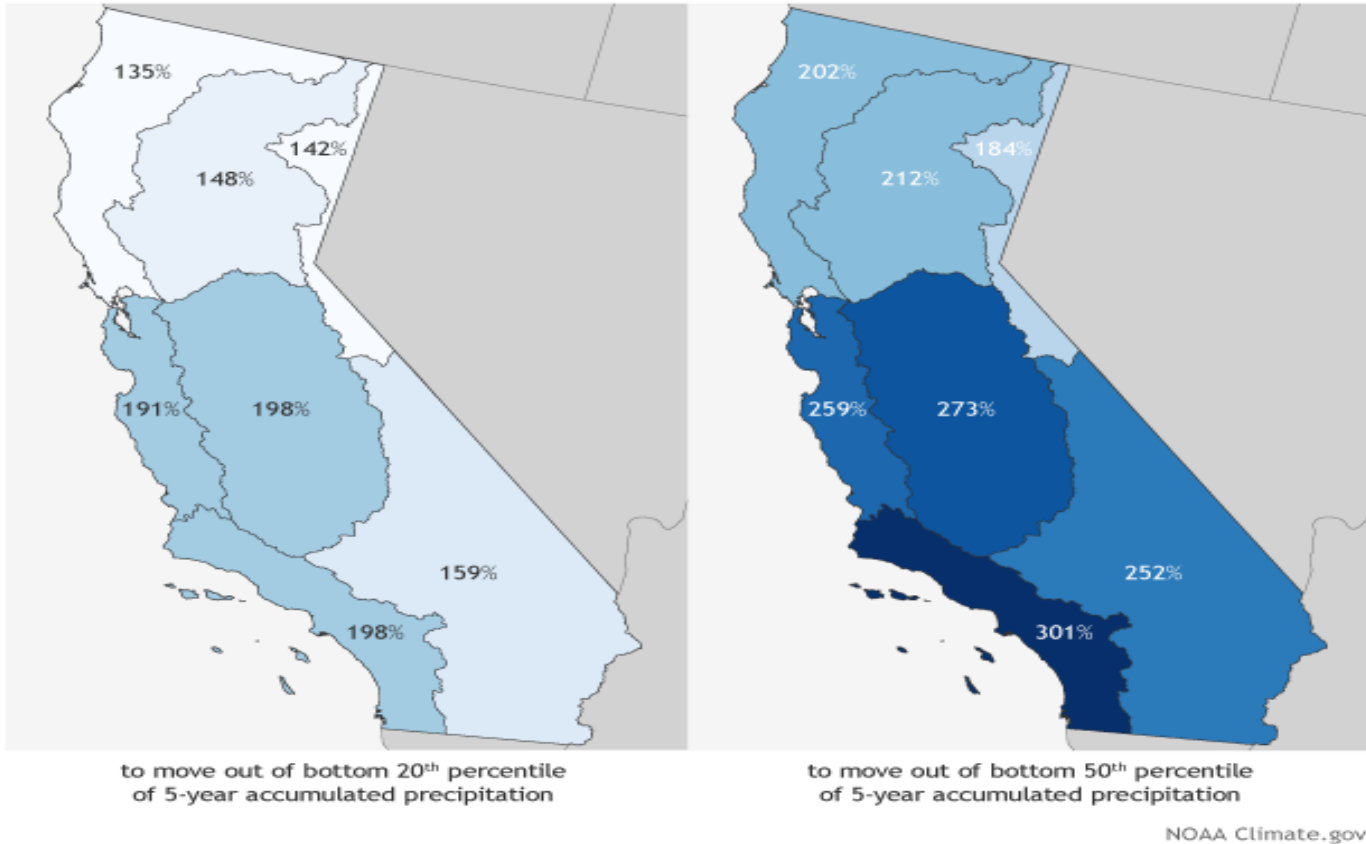 135%
142%
148%
191%
198%
159%
198%
to move out of bottom 20th percentile
of 5-year accumulated precipitation
202%
184%
212%
259%
273%
252%
301%
to move out of bottom 50th percentile
of 5-year accumulated precipitation
NOAA Climate.gov